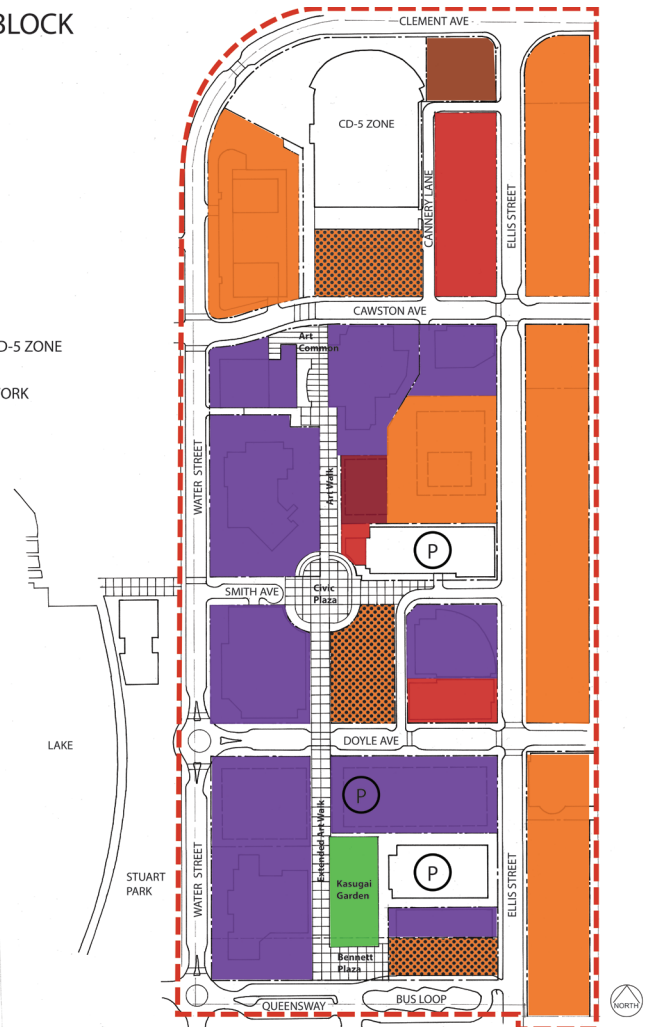 BLOCK
CLEMENT AVE
CD-5 ZONE
CANNERY LANE
ELLIS STREET
CAWSTON AVE
D-5 ZONE
Art
Common
ORK
WATER STREET
Art Walk
P
SMITH AVE
Civic
Plaza
LAKE
DOYLE AVE
P
Extended Art Walk
WATER STREET
ELLIS STREET
P
STUART
PARK
Kasugai
Garden
Bennett
Plaza
QUEENSWAY
BUS LOOP
NORTH